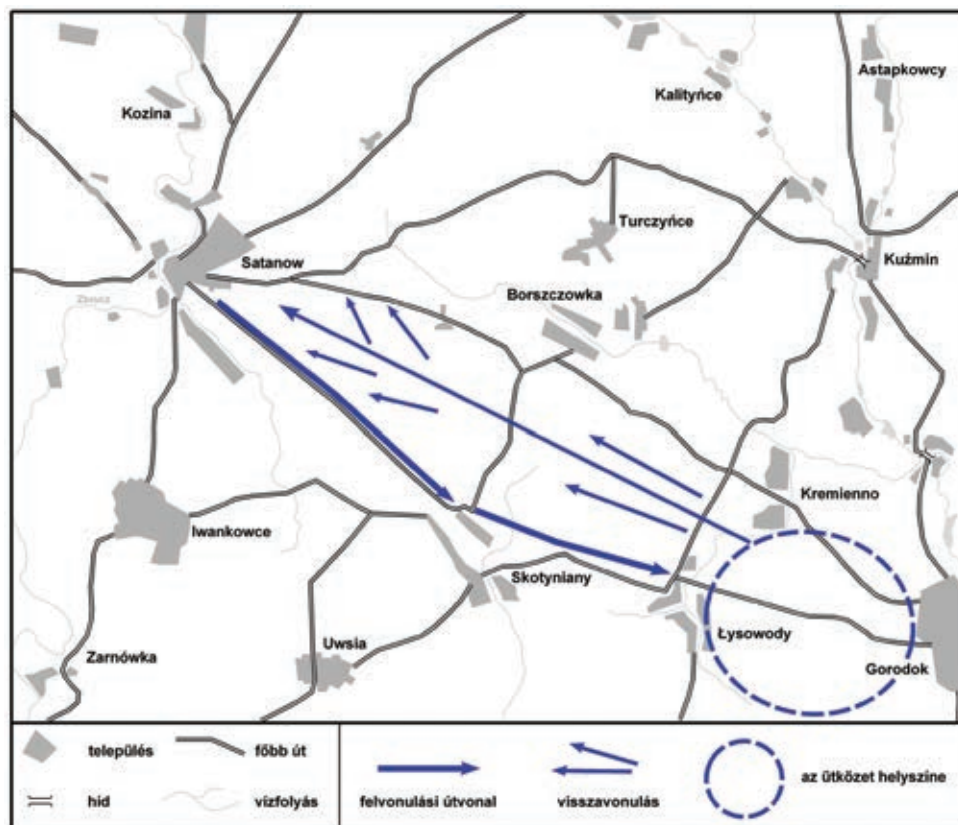 Astapkowcy
Kalityńce
Kozina
Turczyńce
Satanow
Kuźmin
Zbrucz
Borszczowka
Kremienno
Iwankowce
Skotyniany
Łysowody
Uwsia
Zarnówka
Gorodok
település
főbb út
híd
vízfolyás
felvonulási útvonal
visszavonulás
az ütközet helyszíne